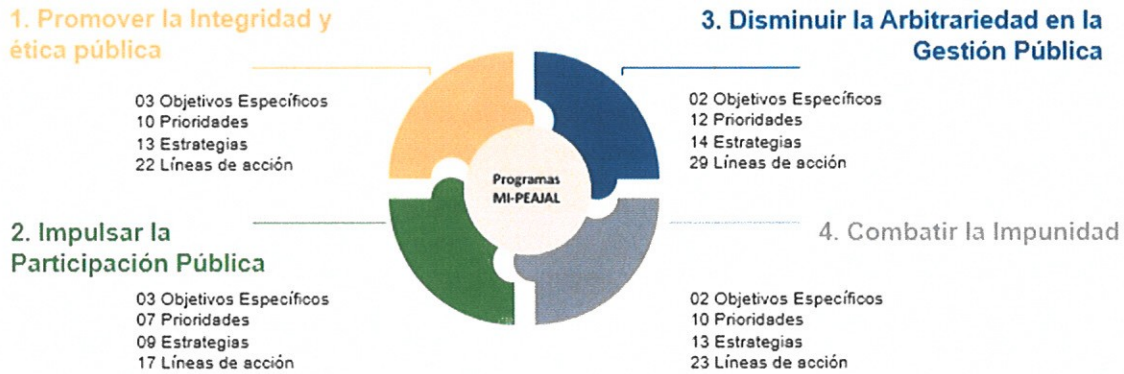 1. Promover la Integridad y
ética pública
03 Objetivos Específicos
10 Prioridades
13 Estrategias
22 Líneas de acción
2. Impulsar la
Participación Pública
03 Objetivos Específicos
07 Prioridades
09 Estrategias
17 Líneas de acción
Programas
MI-PEAJAL
3. Disminuir la Arbitrariedad en la
Gestión Pública
02 Objetivos Específicos
12 Prioridades
14 Estrategias
29 Líneas de acción
4. Combatir la Impunidad
02 Objetivos Específicos
10 Prioridades
13 Estrategias
23 Líneas de acción